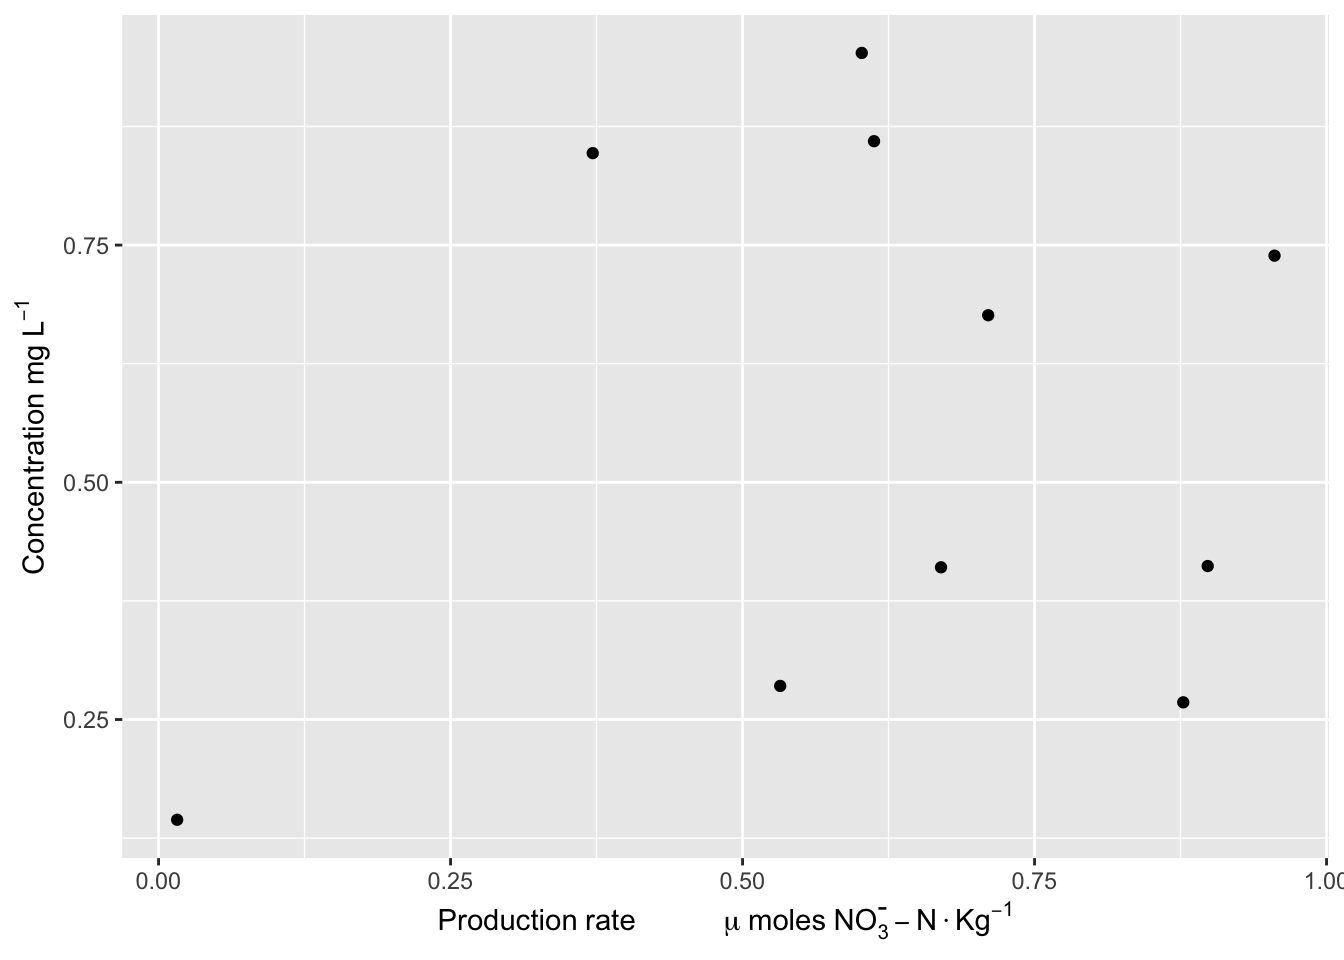 0.75
0.50
0.25
Concentration mg L⁻¹
0.00 0.25 0.50 0.75 1.00
Production rate μ moles NO₃⁻ – N · Kg⁻¹